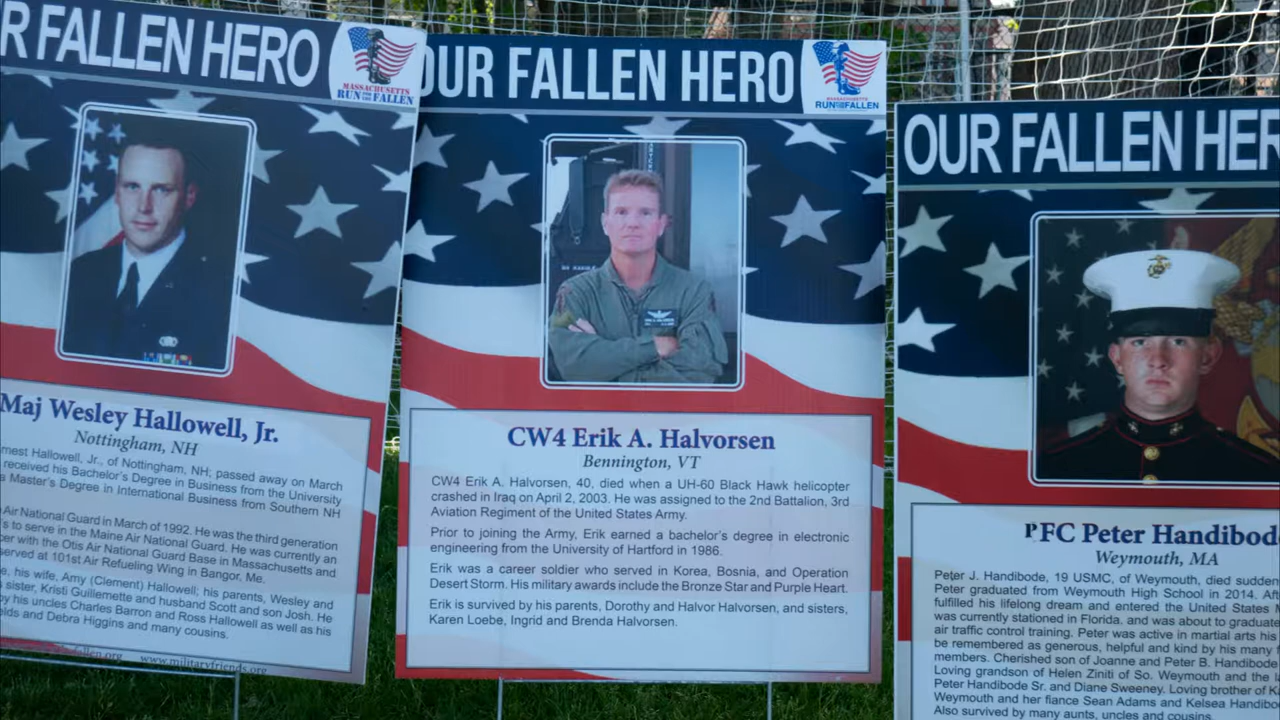 R FALLEN HERO
MASSACHUSETTS
RUN FOR THE FALLEN
Maj Wesley Hallowell, Jr.
Nottingham, NH
rnest Hallowell, Jr., of Nottingham, NH; passed away on March
received his Bachelor's Degree in Business from the University
s Master's Degree in International Business from Southern NH
Air National Guard in March of 1992. He was the third generation
's to serve in the Maine Air National Guard. He was currently an
er with the Otis Air National Guard Base in Massachusetts and
served at 101st Air Refueling Wing in Bangor, Me.
e, his wife, Amy (Clement) Hallowell; his parents, Wesley and
sister, Kristi Guillemette and husband Scott and son Josh. He
by his uncles Charles Barron and Ross Hallowell as well as his
elds and Debra Higgins and many cousins.
fallen.org www.militaryfriends.org
OUR FALLEN HERO
MASSACHUSETTS
RUN FOR THE FALLEN
CW4 Erik A. Halvorsen
Bennington, VT
CW4 Erik A. Halvorsen, 40, died when a UH-60 Black Hawk helicopter
crashed in Iraq on April 2, 2003. He was assigned to the 2nd Battalion, 3rd
Aviation Regiment of the United States Army.
Prior to joining the Army, Erik earned a bachelor's degree in electronic
engineering from the University of Hartford in 1986.
Erik was a career soldier who served in Korea, Bosnia, and Operation
Desert Storm. His military awards include the Bronze Star and Purple Heart.
Erik is survived by his parents, Dorothy and Halvor Halvorsen, and sisters,
Karen Loebe, Ingrid and Brenda Halvorsen.
OUR FALLEN HER
PFC Peter Handibod
Weymouth, MA
Peter J. Handibode, 19 USMC, of Weymouth, died sudden
Peter graduated from Weymouth High School in 2014. Aft
fulfilled his lifelong dream and entered the United States
was currently stationed in Florida, and was about to graduate
air traffic control training. Peter was active in martial arts his
be remembered as generous, helpful and kind by his many f
members. Cherished son of Joanne and Peter B. Handibode
Loving grandson of Helen Ziniti of So. Weymouth and the l
Peter Handibode Sr. and Diane Sweeney. Loving brother of K
Weymouth and her fiance Sean Adams and Kelsea Handibo
Also survived by many aunts, uncles and cousins.